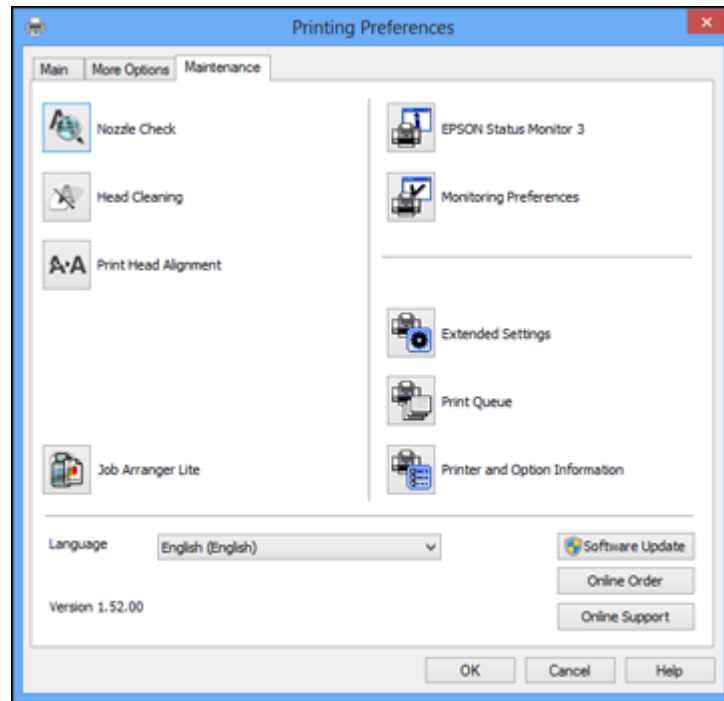 Printing Preferences
Main
More Options
Maintenance
Nozzle Check
Head Cleaning
A·A Print Head Alignment
Job Arranger Lite
EPSON Status Monitor 3
Monitoring Preferences
Extended Settings
Print Queue
Printer and Option Information
Language
English (English)
Software Update
Online Order
Version 1.52.00
Online Support
OK
Cancel
Help